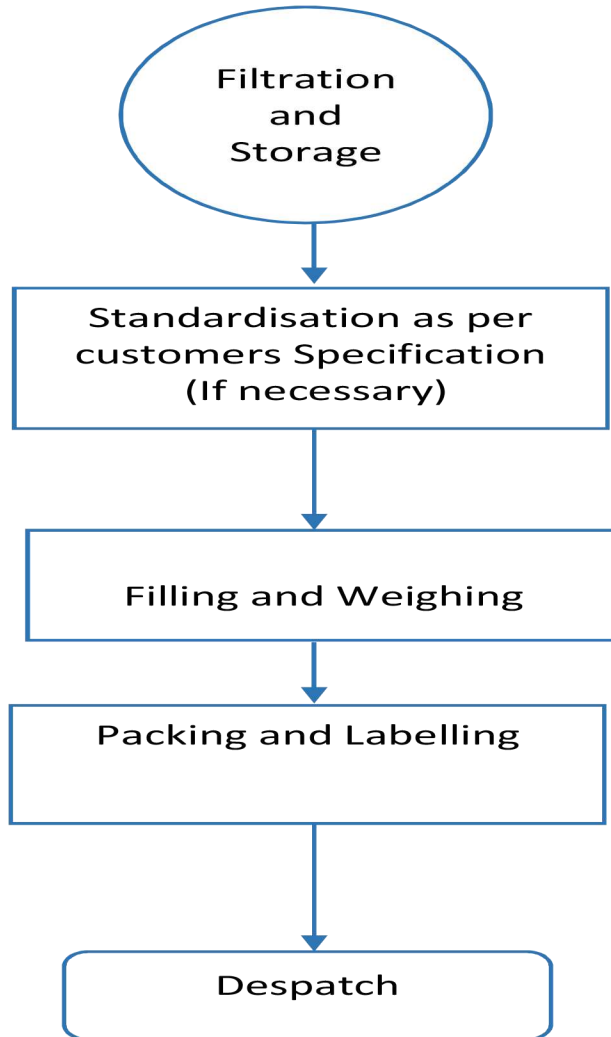 Filtration
and
Storage
Standardisation as per
customers Specification
(If necessary)
Filling and Weighing
Packing and Labelling
Despatch